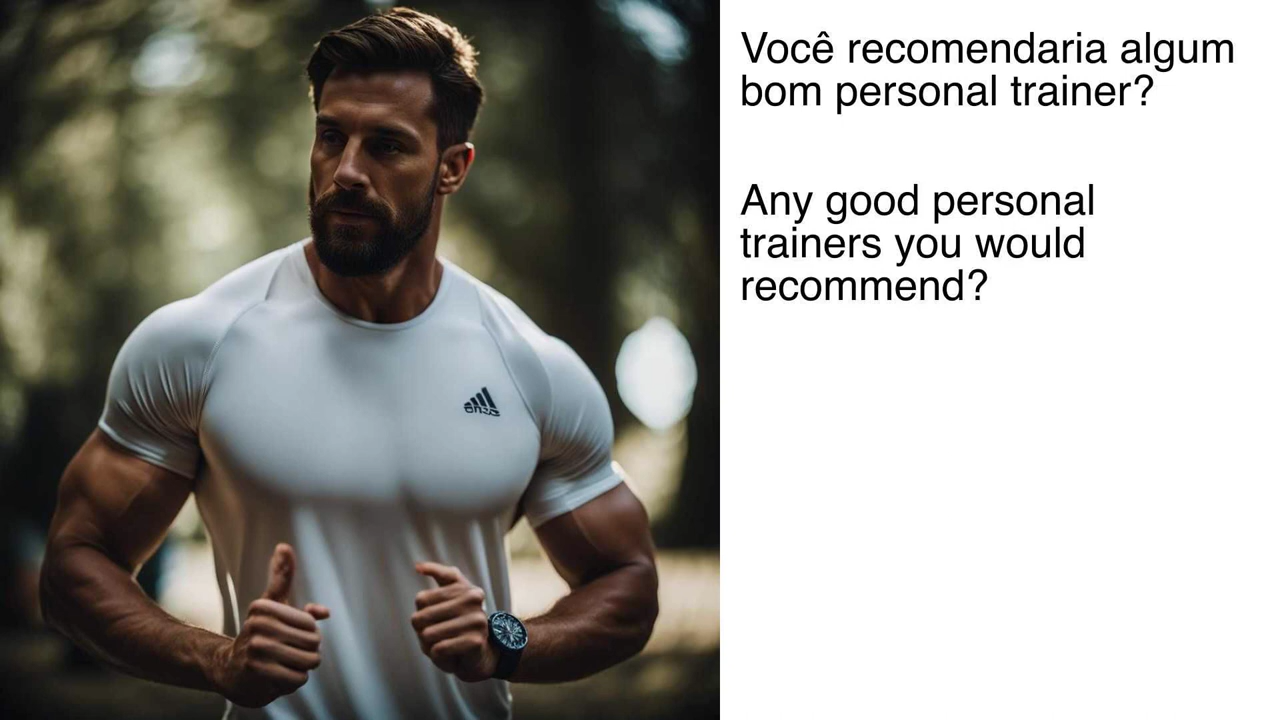 Você recomendaria algum
bom personal trainer?
Any good personal
trainers you would
recommend?